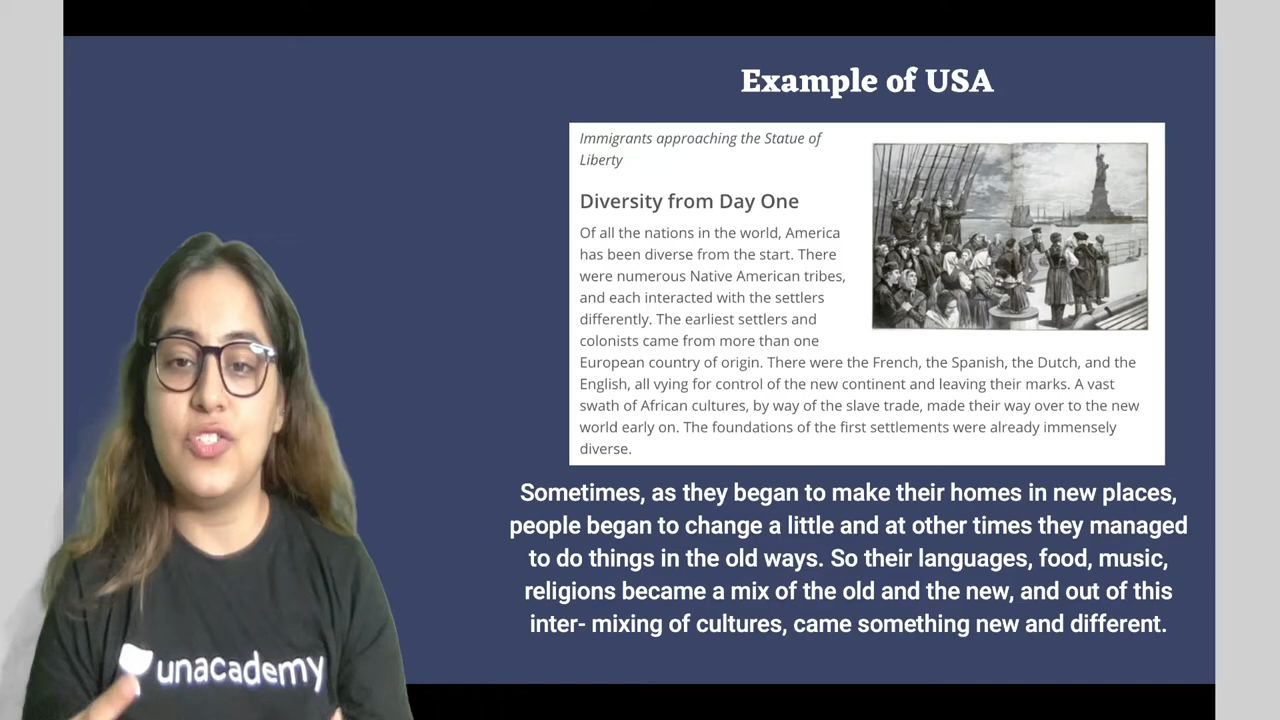 Example of USA
Immigrants approaching the Statue of
Liberty
Diversity from Day One
Of all the nations in the world, America
has been diverse from the start. There
were numerous Native American tribes,
and each interacted with the settlers
differently. The earliest settlers and
colonists came from more than one
European country of origin. There were the French, the Spanish, the Dutch, and the
English, all vying for control of the new continent and leaving their marks. A vast
swath of African cultures, by way of the slave trade, made their way over to the new
world early on. The foundations of the first settlements were already immensely
diverse.
Sometimes, as they began to make their homes in new places,
people began to change a little and at other times they managed
to do things in the old ways. So their languages, food, music,
religions became a mix of the old and the new, and out of this
inter- mixing of cultures, came something new and different.
unacademy